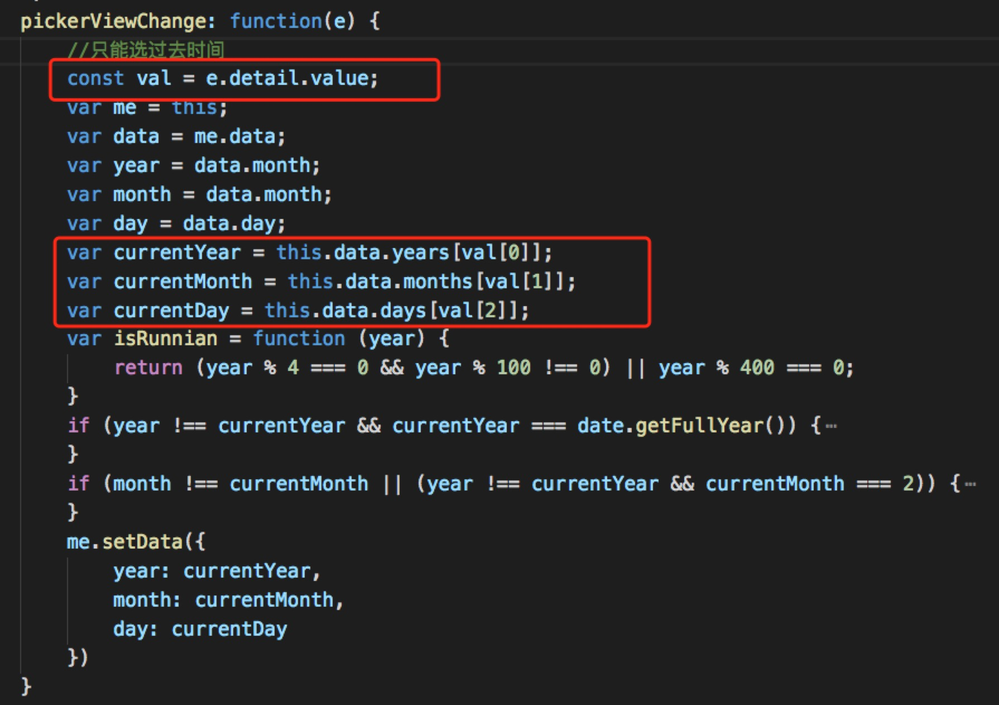 pickerViewChange: function(e) {
//只能选过去时间
const val = e.detail.value;
var me = this;
var data = me.data;
var year = data.month;
var month = data.month;
var day = data.day;
var currentYear = this.data.years[val[0]];
var currentMonth = this.data.months[val[1]];
var currentDay = this.data.days[val[2]];
var isRunnian = function (year) {
return (year % 4 === 0 && year % 100 !== 0) || year % 400 === 0;
}
if (year !== currentYear && currentYear === date.getFullYear()) {…
}
if (month !== currentMonth || (year !== currentYear && currentMonth === 2)) {…
}
me.setData({
year: currentYear,
month: currentMonth,
day: currentDay
})
}